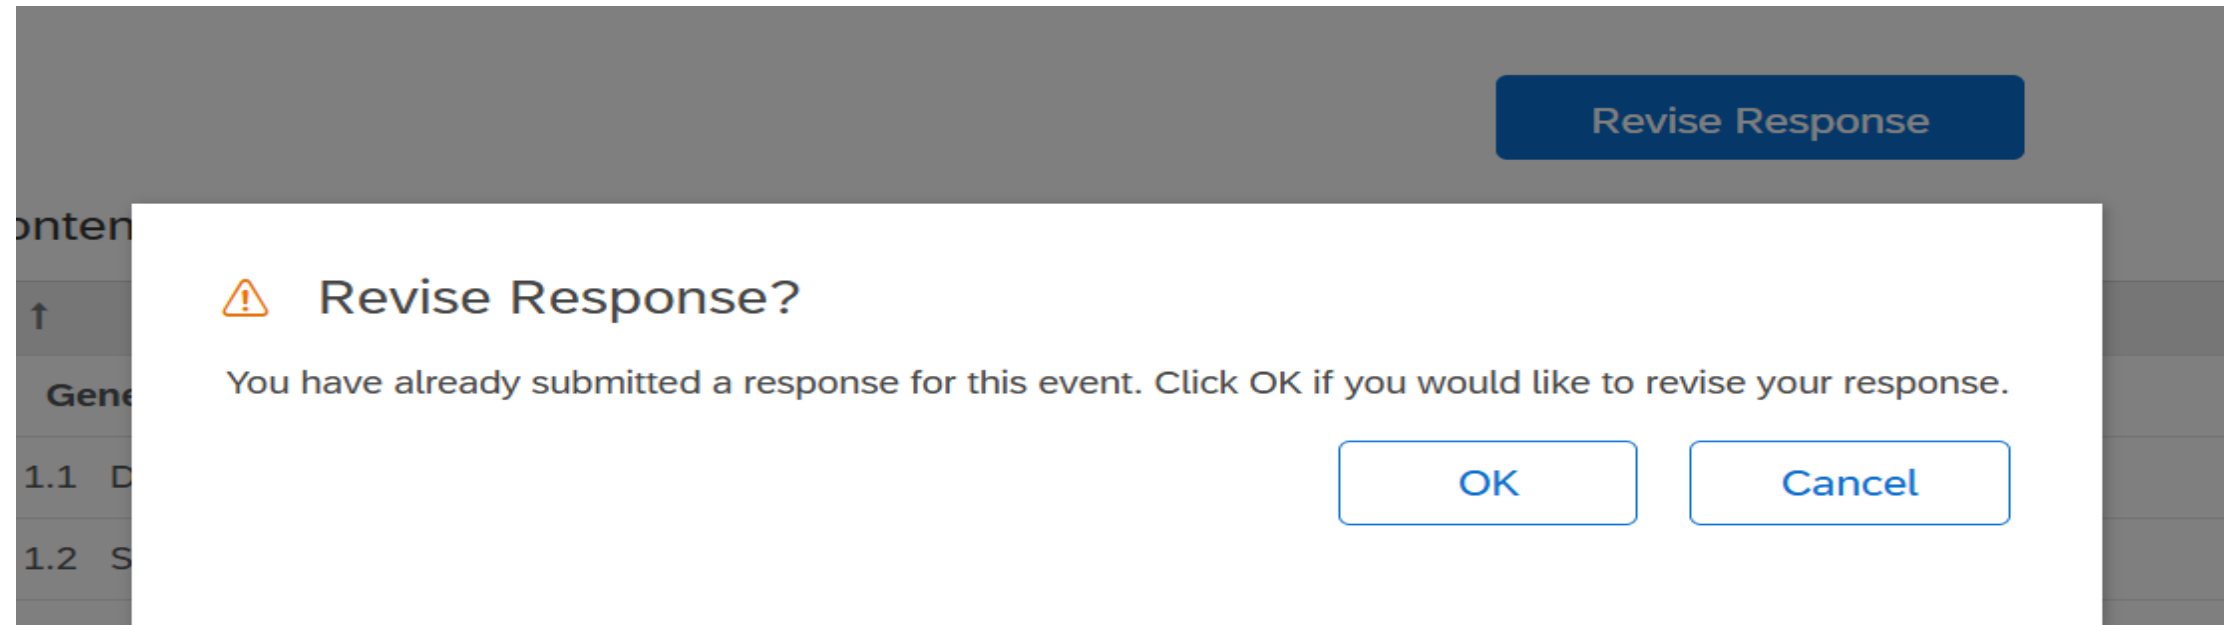 Revise Response
↑
Revise Response?
You have already submitted a response for this event. Click OK if you would like to revise your response.
OK Cancel
1.1
1.2